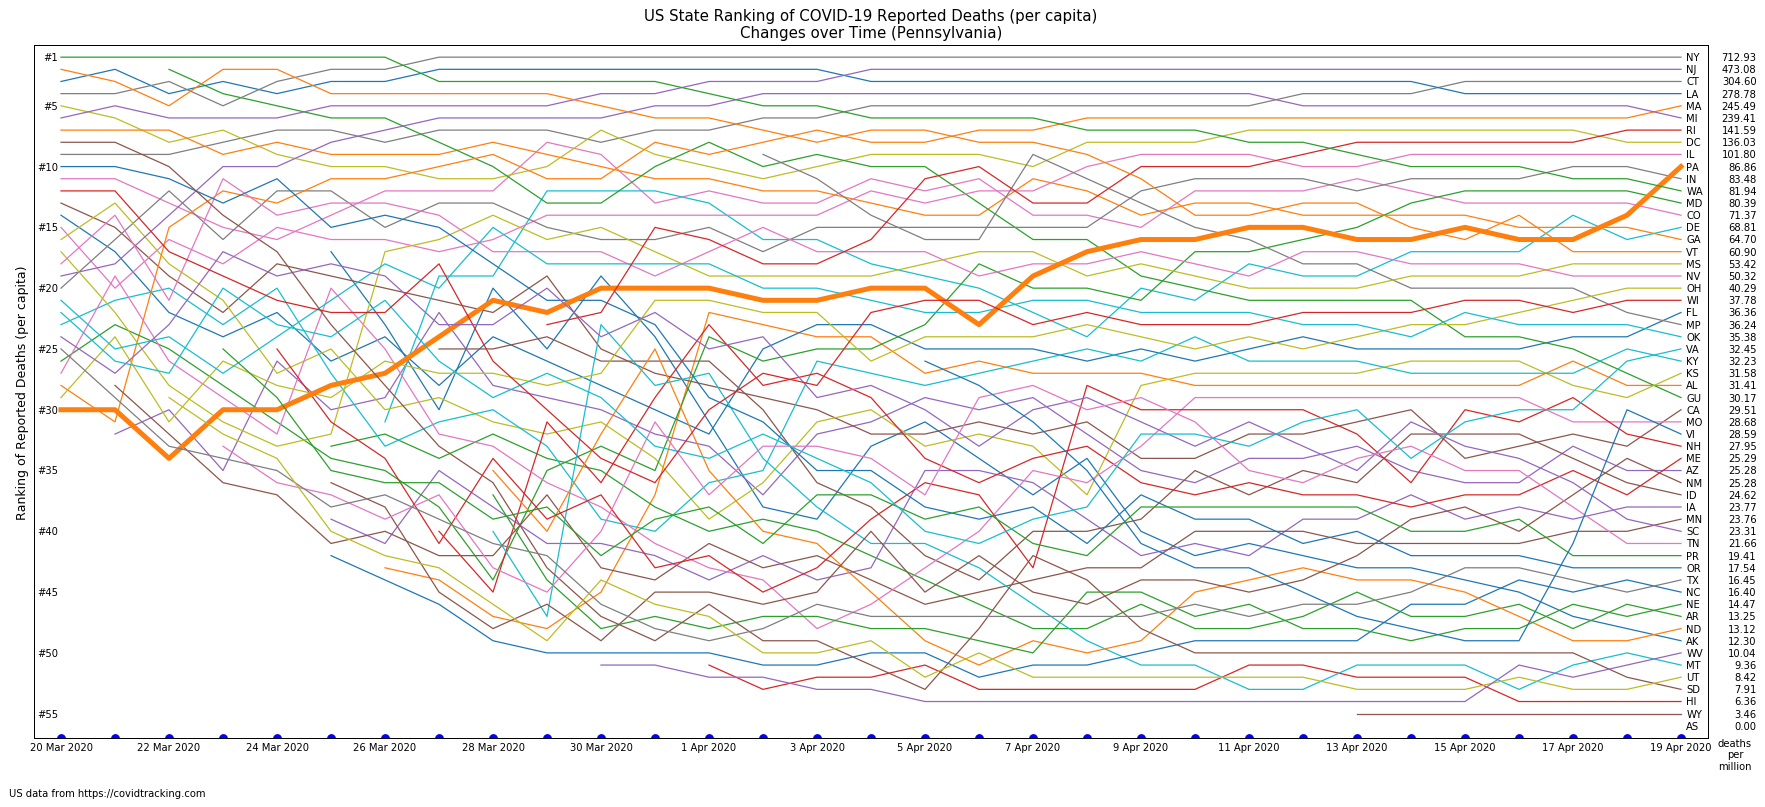 US State Ranking of COVID-19 Reported Deaths (per capita)
Changes over Time (Pennsylvania)
Ranking of Reported Deaths (per capita)
#1
#5
#10
#15
#20
#25
#30
#35
#40
#45
#50
#55
NY 712.93
NJ 473.08
CT 304.60
LA 278.78
MA 245.49
MI 239.41
RI 141.59
DC 136.03
IL 101.80
PA 86.86
IN 83.48
WA 81.94
MD 80.39
CO 71.37
DE 68.81
GA 64.70
VT 60.90
MS 53.42
NV 50.32
OH 40.29
WI 37.78
FL 36.36
MP 36.24
OK 35.38
VA 32.45
KY 32.23
KS 31.58
AL 31.41
GU 30.17
CA 29.51
MO 28.68
VI 28.59
NH 27.95
ME 25.29
AZ 25.28
NM 25.28
ID 24.62
IA 23.77
MN 23.76
SC 23.31
TN 21.66
PR 19.41
OR 17.54
TX 16.45
NC 16.40
NE 14.47
AR 13.25
ND 13.12
AK 12.30
WV 10.04
MT 9.36
UT 8.42
SD 7.91
HI 6.36
WY 3.46
AS 0.00
20 Mar 2020 22 Mar 2020 24 Mar 2020 26 Mar 2020 28 Mar 2020 30 Mar 2020 1 Apr 2020 3 Apr 2020 5 Apr 2020 7 Apr 2020 9 Apr 2020 11 Apr 2020 13 Apr 2020 15 Apr 2020 17 Apr 2020 19 Apr 2020
deaths
per
million
US data from https://covidtracking.com